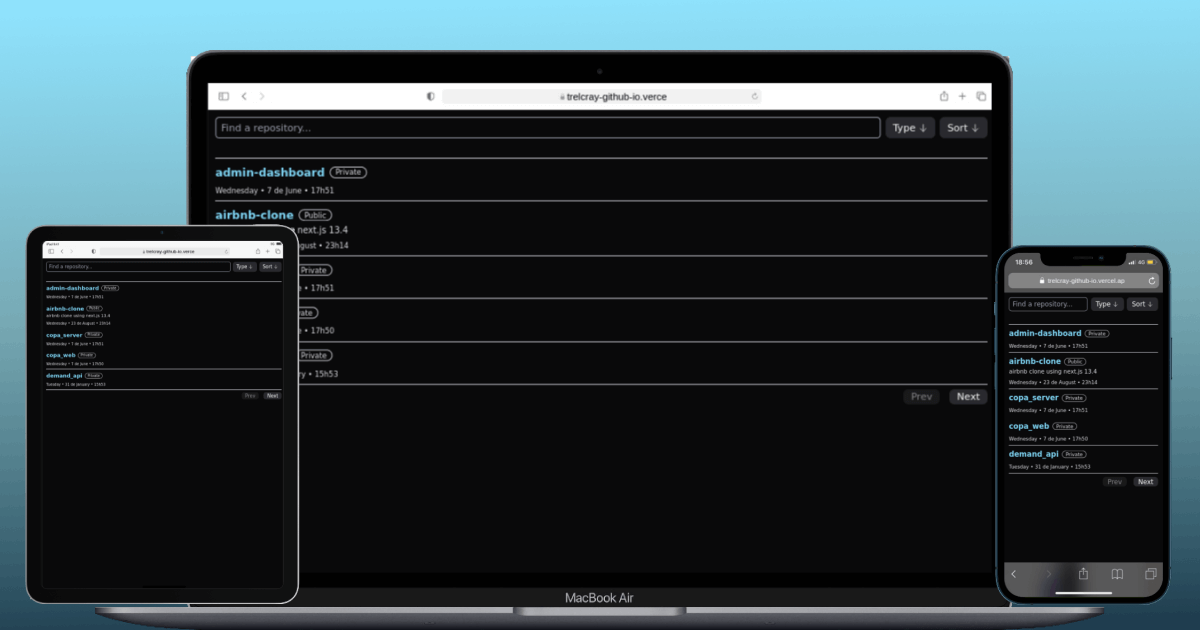 trelcray-github-io.verce
Find a repository...
Type ↓
Sort ↓
admin-dashboard Private
Wednesday • 7 de June • 17h51
airbnb-clone Public
next.js 13.4
gust • 23h14
Private
• 17h51
ate
• 17h50
Private
ry • 15h53
Prev
Next
MacBook Air
trelcray-github-io.verce
Find a repository...
Type ↓
Sort ↓
admin-dashboard Private
Wednesday • 7 de June • 17h51
airbnb-clone Public
airbnb clone using next.js 13.4
Wednesday • 23 de August • 23h14
copa_server Private
Wednesday • 7 de June • 17h51
copa_web Private
Wednesday • 7 de June • 17h50
demand_api Private
Tuesday • 31 de January • 15h53
Prev
Next
18:56
4G
trelcray-github-io.vercel.ap
Find a repository...
Type ↓
Sort ↓
admin-dashboard Private
Wednesday • 7 de June • 17h51
airbnb-clone Public
airbnb clone using next.js 13.4
Wednesday • 23 de August • 23h14
copa_server Private
Wednesday • 7 de June • 17h51
copa_web Private
Wednesday • 7 de June • 17h50
demand_api Private
Tuesday • 31 de January • 15h53
Prev
Next